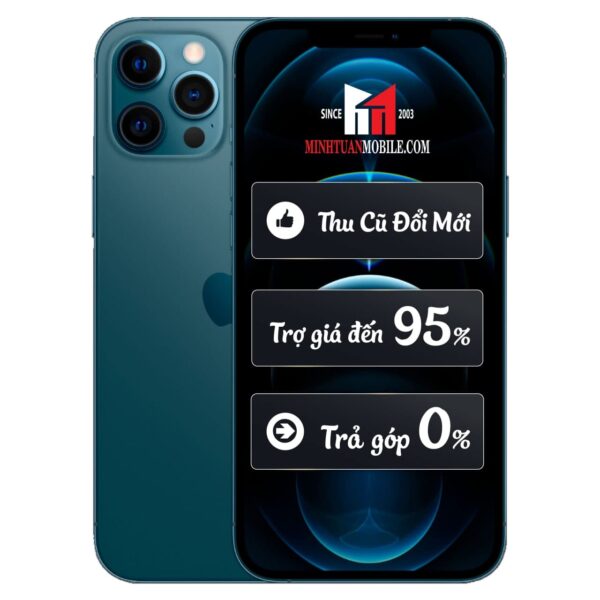 SINCE 2003
MINHTUANMOBILE.COM
Thu Cũ Đổi Mới
Trợ giá đến 95%
Trả góp 0%